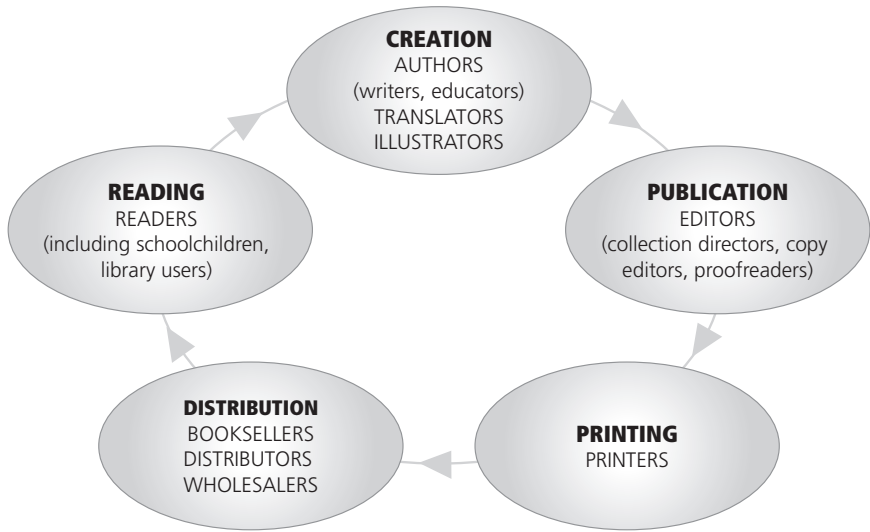 CREATION
AUTHORS
(writers, educators)
TRANSLATORS
ILLUSTRATORS
PUBLICATION
EDITORS
(collection directors, copy
editors, proofreaders)
PRINTING
PRINTERS
DISTRIBUTION
BOOKSELLERS
DISTRIBUTORS
WHOLESALERS
READING
READERS
(including schoolchildren,
library users)